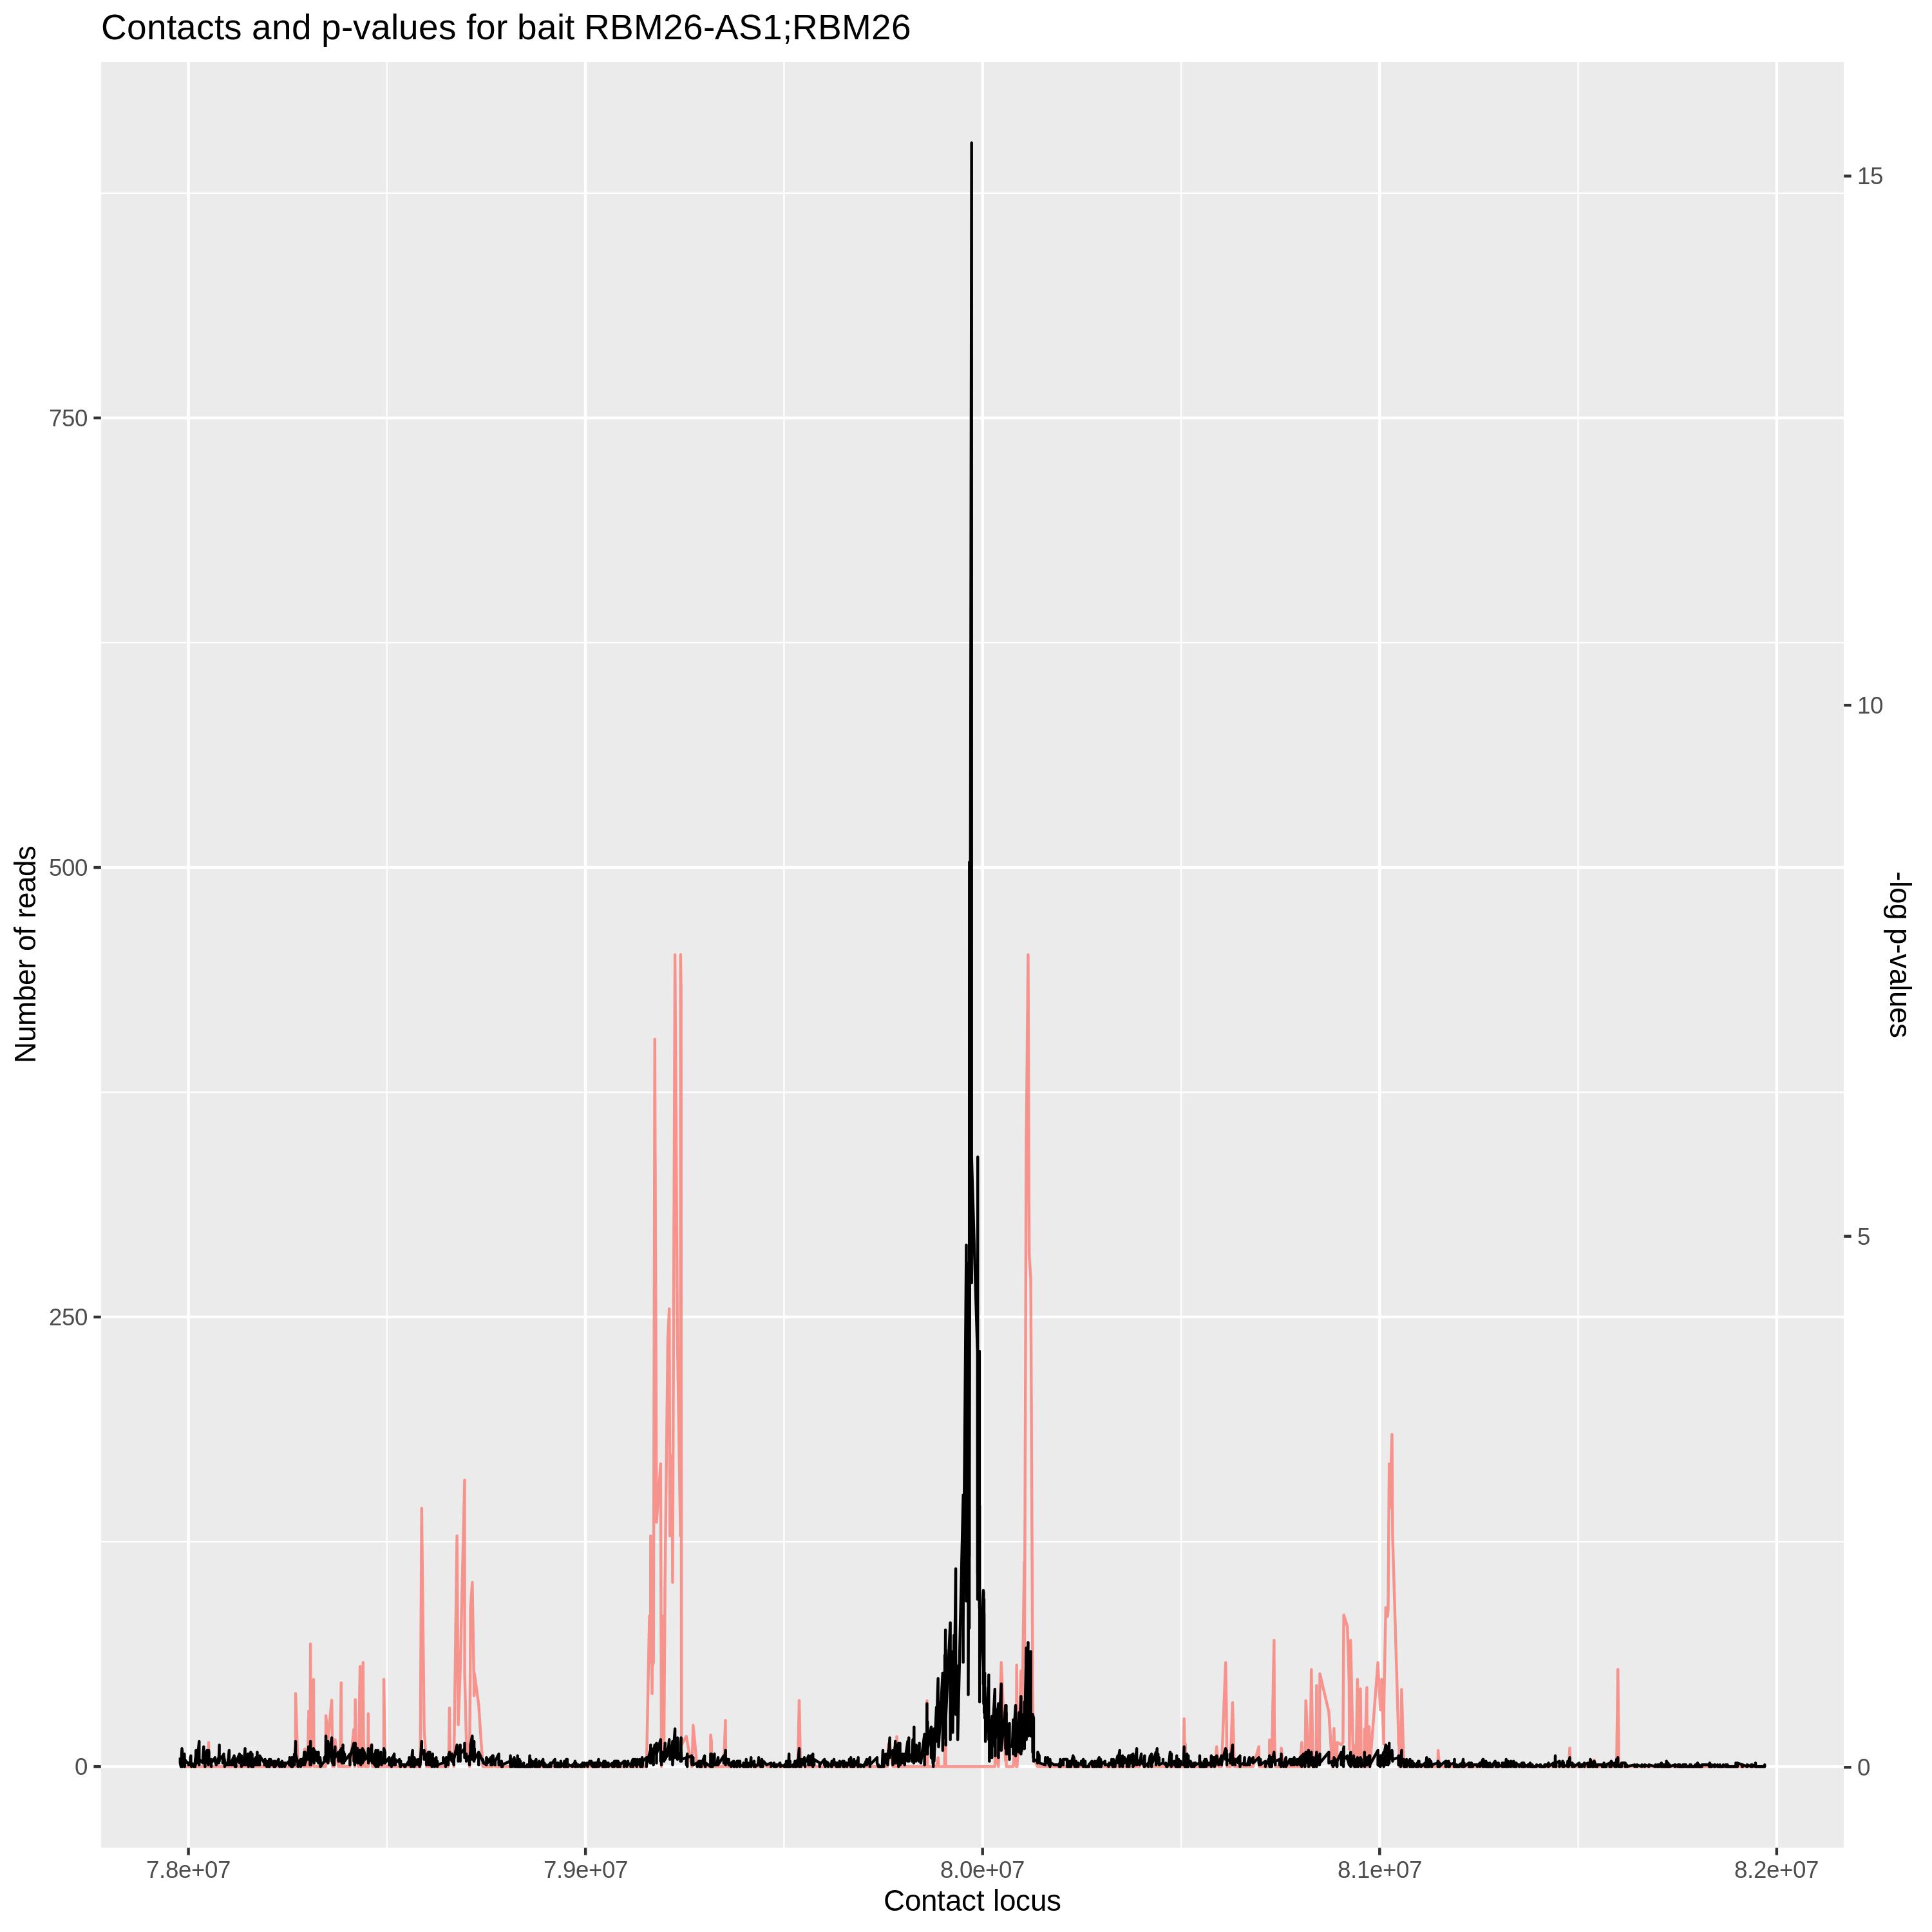 Contacts and p-values for bait RBM26-AS1;RBM26
Number of reads
750
500
250
0
15
10
5
0
-log p-values
7.8e+07 7.9e+07 8.0e+07 8.1e+07 8.2e+07
Contact locus